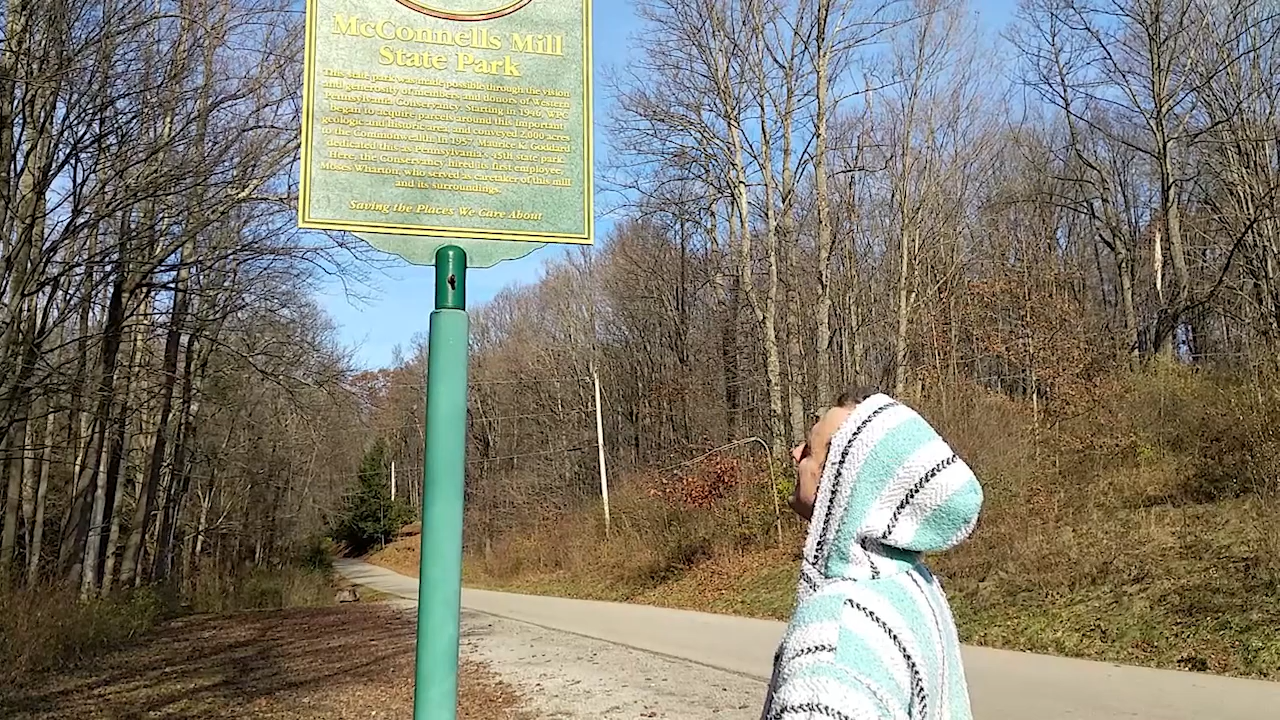 McConnells Mill
State Park
This state park was made possible through the vision
and generosity of members and donors of Western
Pennsylvania Conservancy. Starting in 1946, WPC
began to acquire parcels around this important
geologic and historic area, and conveyed 2,000 acres
to the Commonwealth. In 1957, Maurice K. Goddard
dedicated this as Pennsylvania's 45th state park.
Here, the Conservancy hired its first employee,
Moses Wharton, who served as caretaker of this mill
and its surroundings.
Saving the Places We Care About